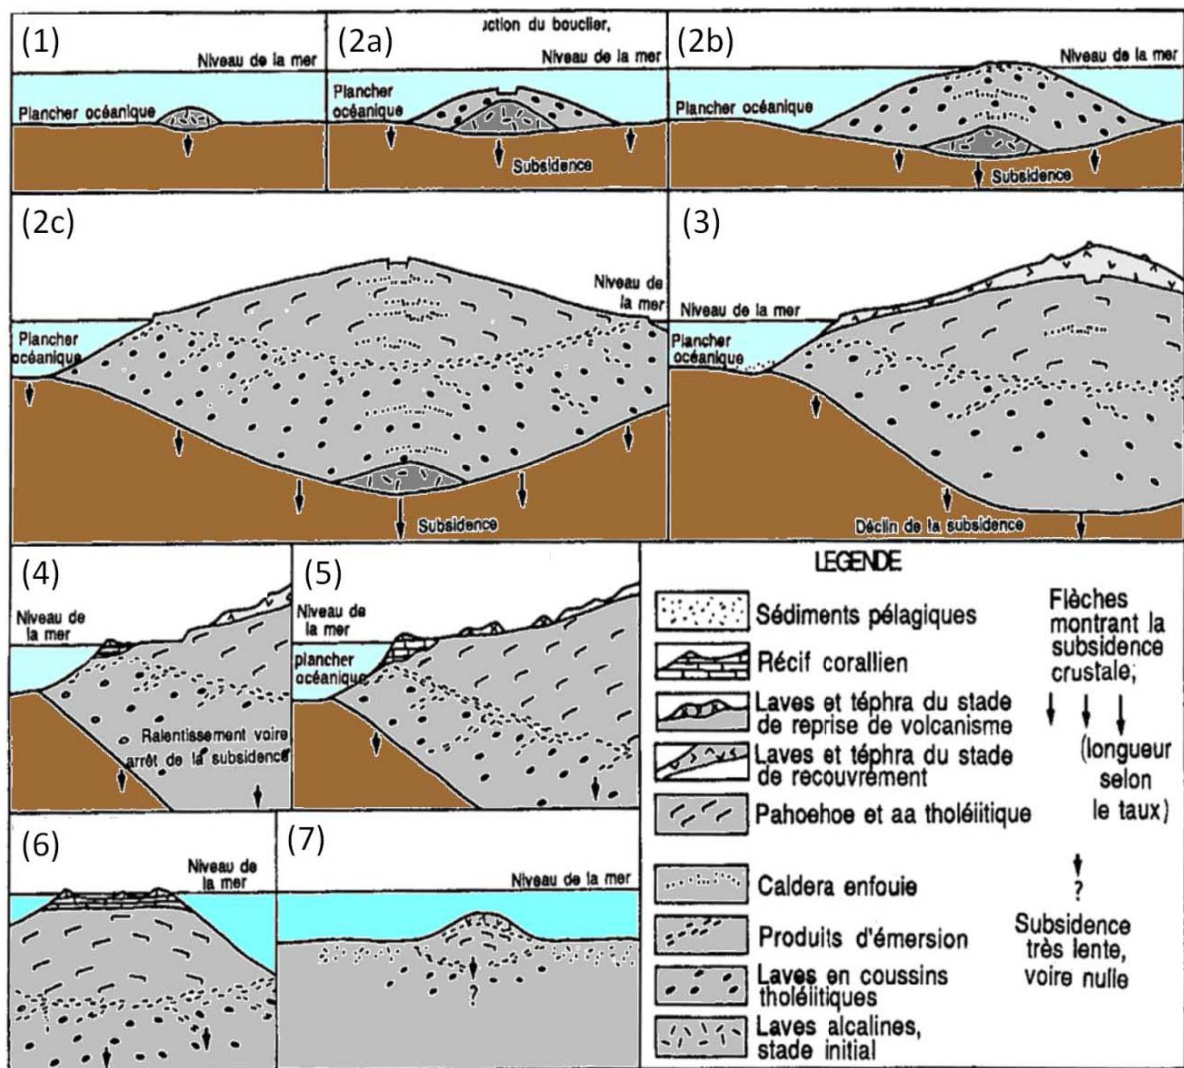 (1)
Niveau de la mer
Plancher océanique
(2a)
uction du bouclier,
Niveau de la mer
Plancher
océanique
Subsidence
(2b)
Niveau de la mer
Plancher océanique
Subsidence
(2c)
Niveau de
la mer
Plancher
océanique
Subsidence
(3)
Niveau de la mer
Plancher
océanique
Déclin de la subsidence
(4)
Niveau de
la mer
Ralentissement voire
arrêt de la subsidence
(5)
Niveau de
la mer
plancher
océanique
(6)
Niveau de
la mer
(7)
Niveau de la mer
?
LEGENDE
Sédiments pélagiques
Récif corallien
Laves et téphra du stade
de reprise de volcanisme
Laves et téphra du stade
de recouvrement
Pahoehoe et aa tholéiitique
Caldera enfouie
Produits d'émersion
Laves en coussins
tholéiitiques
Laves alcalines,
stade initial
Flèches
montrant la
subsidence
crustale;
(longueur
selon
le taux)
?
Subsidence
très lente,
voire nulle